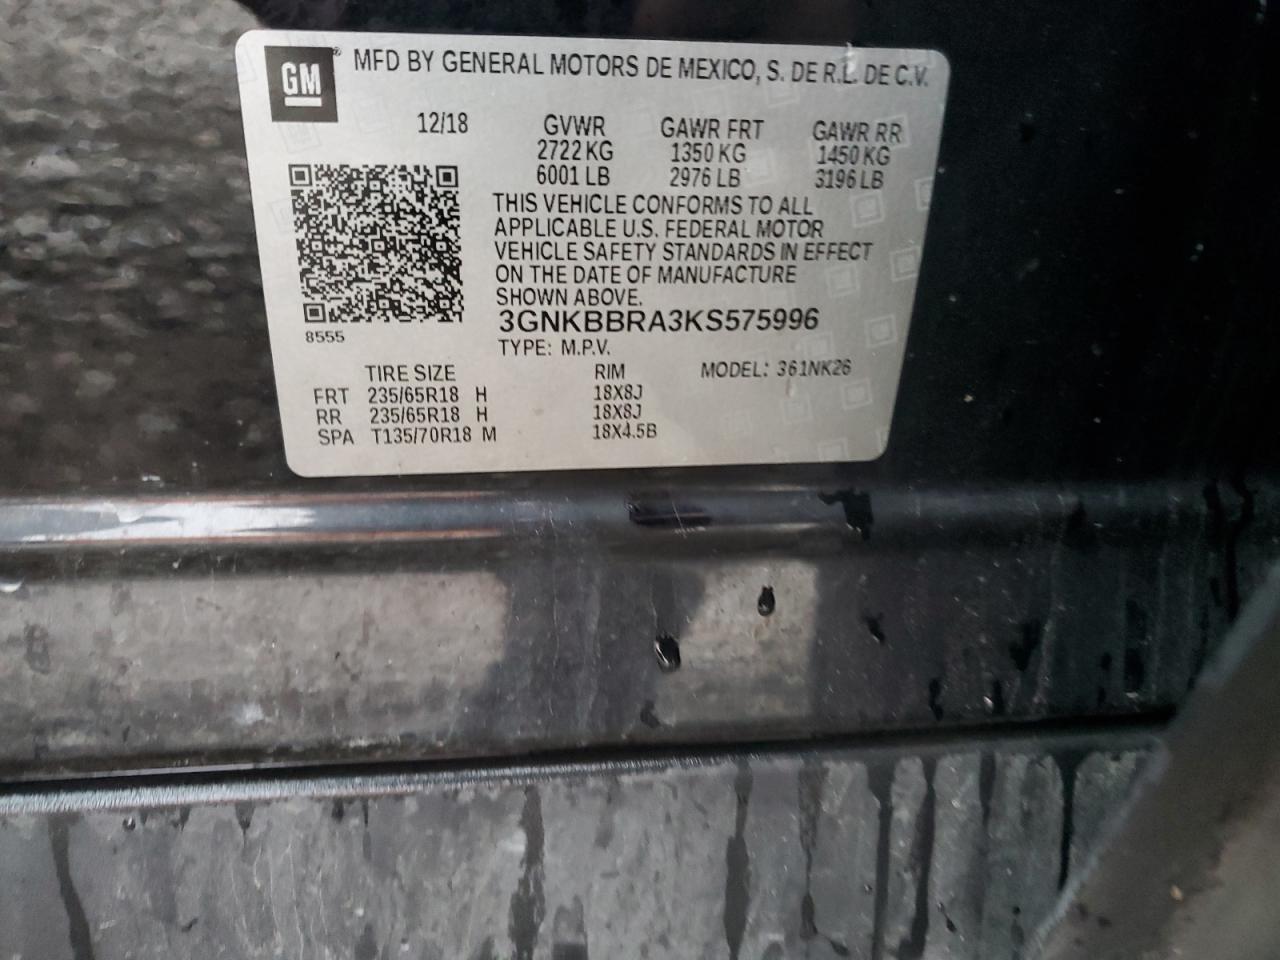 GM® MFD BY GENERAL MOTORS DE MEXICO, S. DE R.L. DE C.V.
12/18 GVWR GAWR FRT GAWR RR
2722 KG 1350 KG 1450 KG
6001 LB 2976 LB 3196 LB
THIS VEHICLE CONFORMS TO ALL
APPLICABLE U.S. FEDERAL MOTOR
VEHICLE SAFETY STANDARDS IN EFFECT
ON THE DATE OF MANUFACTURE
SHOWN ABOVE.
3GNKBBRA3KS575996
8555
TYPE: M.P.V.
TIRE SIZE RIM MODEL: 361NK26
FRT 235/65R18 H 18X8J
RR 235/65R18 H 18X8J
SPA T135/70R18 M 18X4.5B